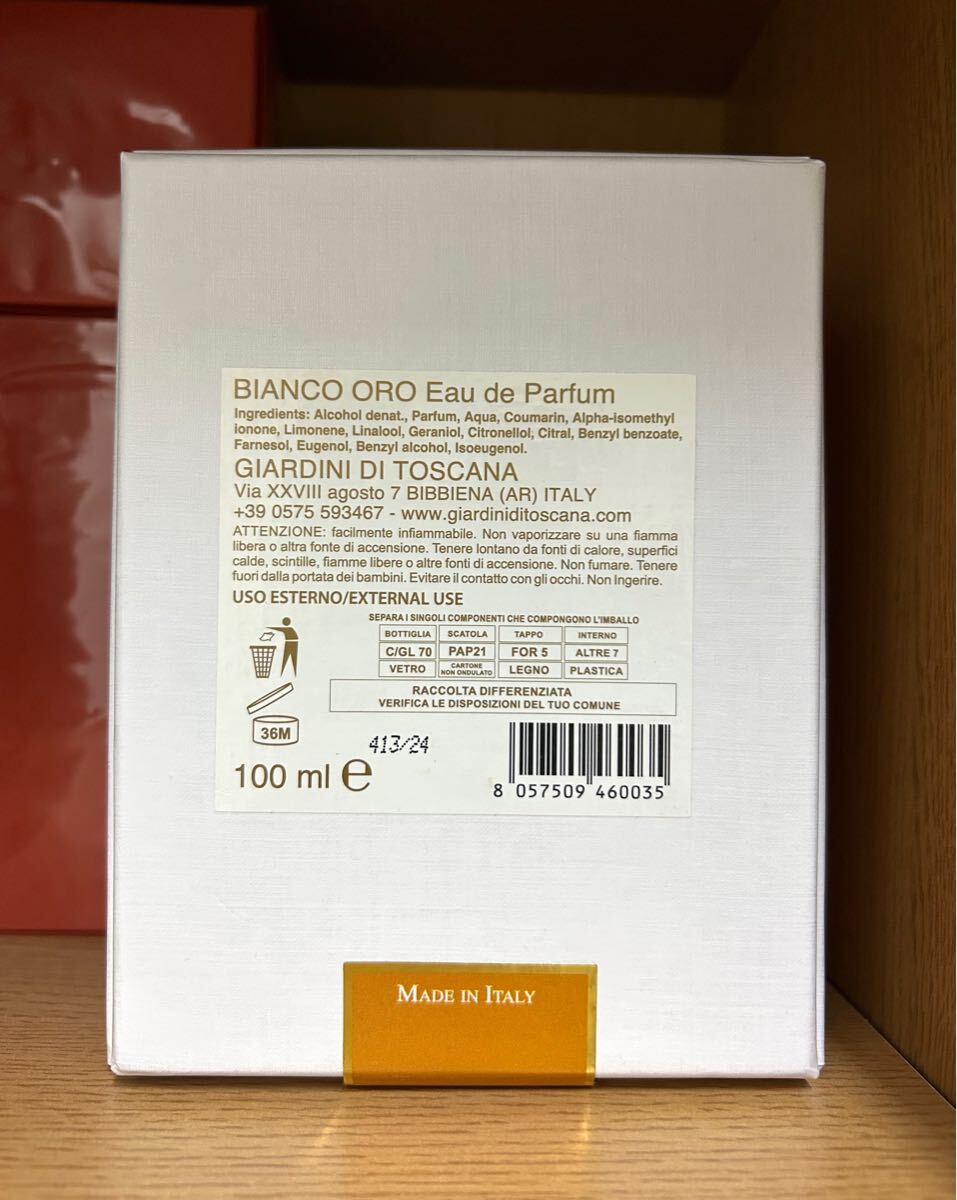 BIANCO ORO Eau de Parfum
Ingredients: Alcohol denat., Parfum, Aqua, Coumarin, Alpha-isomethyl
ionone, Limonene, Linalool, Geraniol, Citronellol, Citral, Benzyl benzoate,
Farnesol, Eugenol, Benzyl alcohol, Isoeugenol.
GIARDINI DI TOSCANA
Via XXVIII agosto 7 BIBBIENA (AR) ITALY
+39 0575 593467 - www.giardiniditoscana.com
ATTENZIONE: facilmente infiammabile. Non vaporizzare su una fiamma
libera o altra fonte di accensione. Tenere lontano da fonti di calore, superfici
calde, scintille, fiamme libere o altre fonti di accensione. Non fumare. Tenere
fuori dalla portata dei bambini. Evitare il contatto con gli occhi. Non Ingerire.
USO ESTERNO/EXTERNAL USE
SEPARA I SINGOLI COMPONENTI CHE COMPONGONO L'IMBALLO
BOTTIGLIA SCATOLA TAPPO INTERNO
C/GL 70 PAP21 FOR 5 ALTRE 7
VETRO CARTONE NON ONDULATO LEGNO PLASTICA
RACCOLTA DIFFERENZIATA
VERIFICA LE DISPOSIZIONI DEL TUO COMUNE
36M
413/24
100 ml e
8 057509 460035
MADE IN ITALY